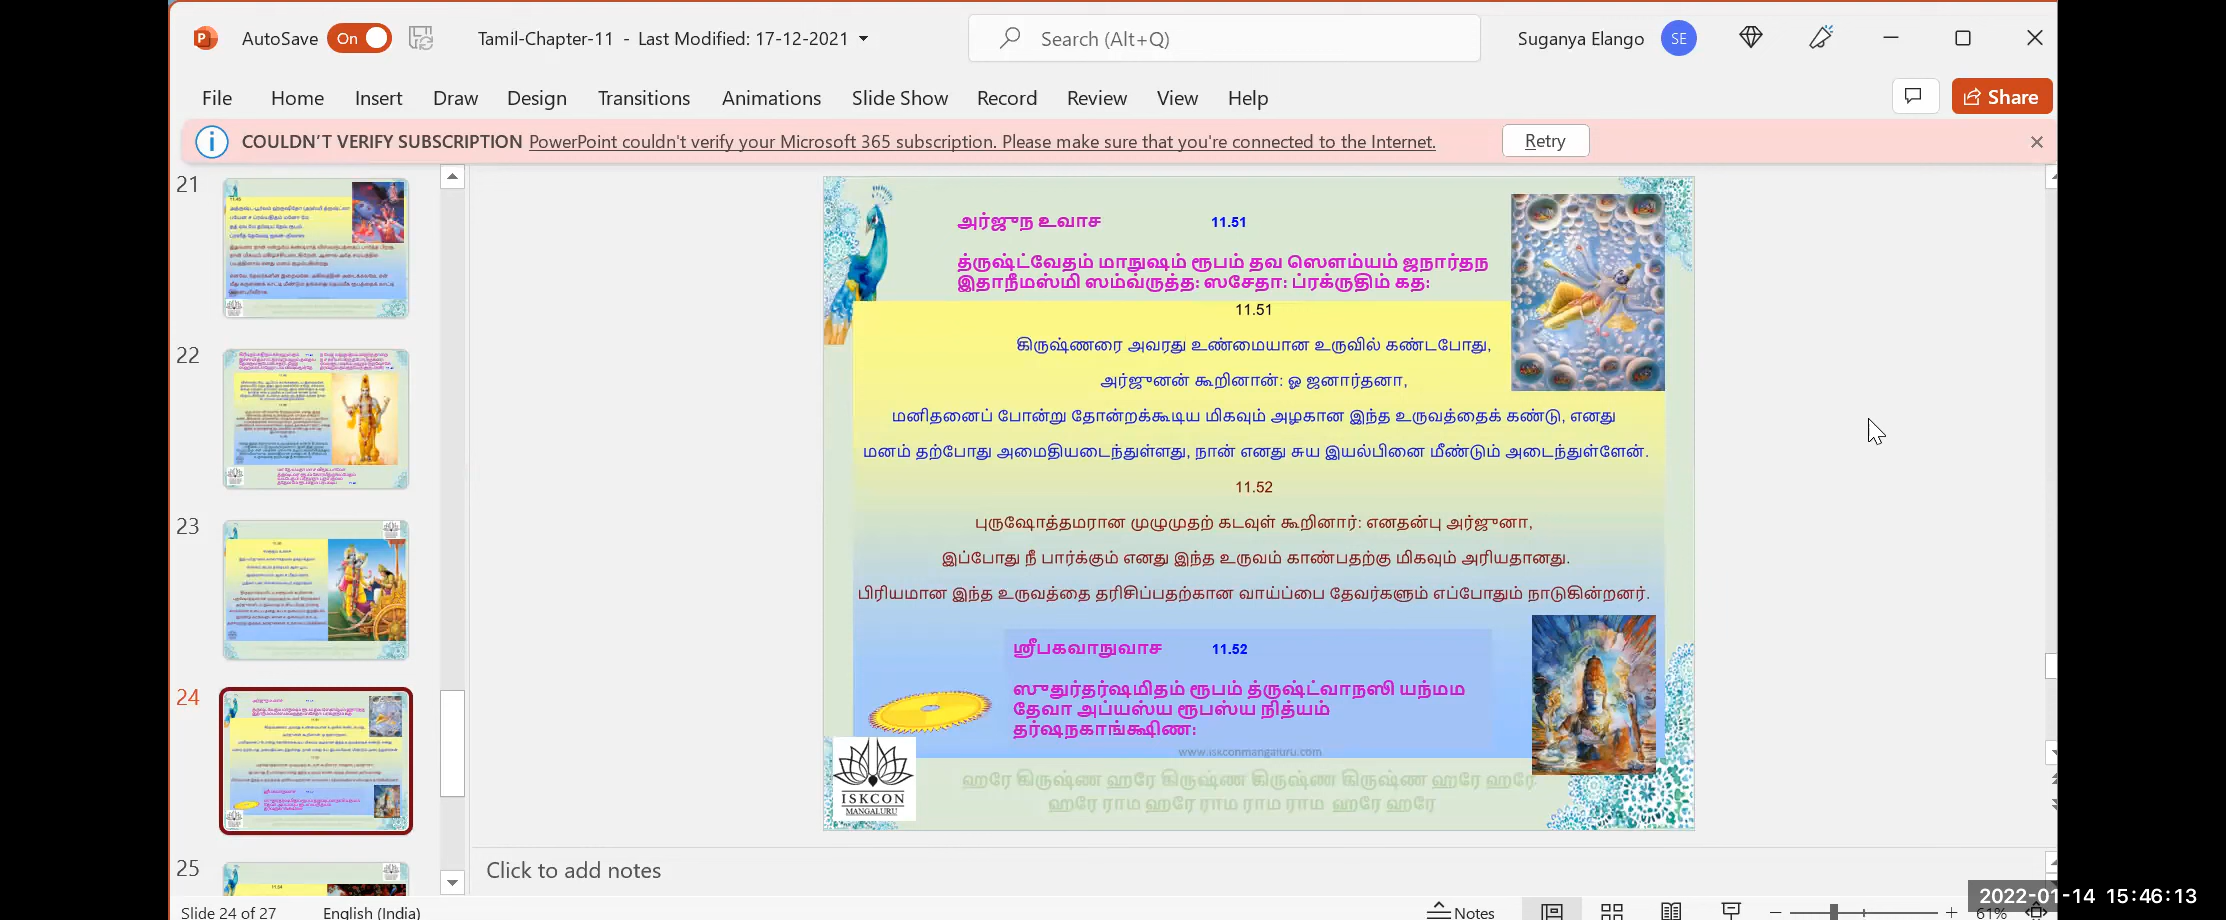 AutoSave On Tamil-Chapter-11 - Last Modified: 17-12-2021 Search (Alt+Q) Suganya Elango SE
File Home Insert Draw Design Transitions Animations Slide Show Record Review View Help Share
COULDN'T VERIFY SUBSCRIPTION PowerPoint couldn't verify your Microsoft 365 subscription. Please make sure that you're connected to the Internet. Retry
21
22
23
24
25
அர்ஜுந உவாச 11.51
த்ருஷ்ட்வேதம் மாநுஷம் ரூபம் தவ ஸௌம்யம் ஜநார்தந
இதாநீமஸ்மி ஸம்வ்ருத்த: ஸசேதா: ப்ரக்ருதிம் கத:
11.51
கிருஷ்ணரை அவரது உண்மையான உருவில் கண்டபோது,
அர்ஜுனன் கூறினான்: ஓ ஜனார்தனா,
மனிதனைப் போன்று தோன்றக்கூடிய மிகவும் அழகான இந்த உருவத்தைக் கண்டு, எனது
மனம் தற்போது அமைதியடைந்துள்ளது, நான் எனது சுய இயல்பினை மீண்டும் அடைந்துள்ளேன்.
11.52
புருஷோத்தமரான முழுமுதற் கடவுள் கூறினார்: எனதன்பு அர்ஜுனா,
இப்போது நீ பார்க்கும் எனது இந்த உருவம் காண்பதற்கு மிகவும் அரியதானது.
பிரியமான இந்த உருவத்தை தரிசிப்பதற்கான வாய்ப்பை தேவர்களும் எப்போதும் நாடுகின்றனர்.
ஸ்ரீபகவாநுவாச 11.52
ஸுதுர்தர்ஷமிதம் ரூபம் த்ருஷ்ட்வாநஸி யந்மம
தேவா அப்யஸ்ய ரூபஸ்ய நித்யம்
தர்ஷநகாங்க்ஷிண:
www.iskconmangaluru.com
ISKCON
MANGALURU
ஹரே கிருஷ்ண ஹரே கிருஷ்ண கிருஷ்ண கிருஷ்ண ஹரே ஹரே
ஹரே ராம ஹரே ராம ராம ராம ஹரே ஹரே
Click to add notes
2022-01-14 15:46:13
Slide 24 of 27 English (India) Notes 61%